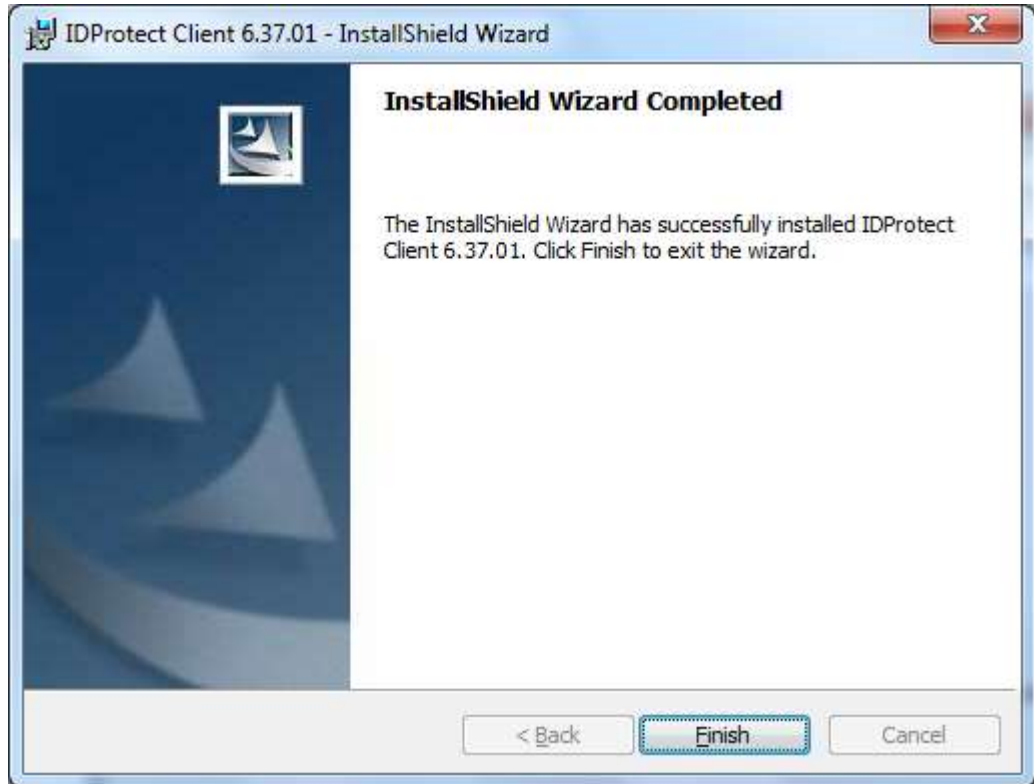 IDProtect Client 6.37.01 - InstallShield Wizard
InstallShield Wizard Completed
The InstallShield Wizard has successfully installed IDProtect
Client 6.37.01. Click Finish to exit the wizard.
< Back Finish Cancel